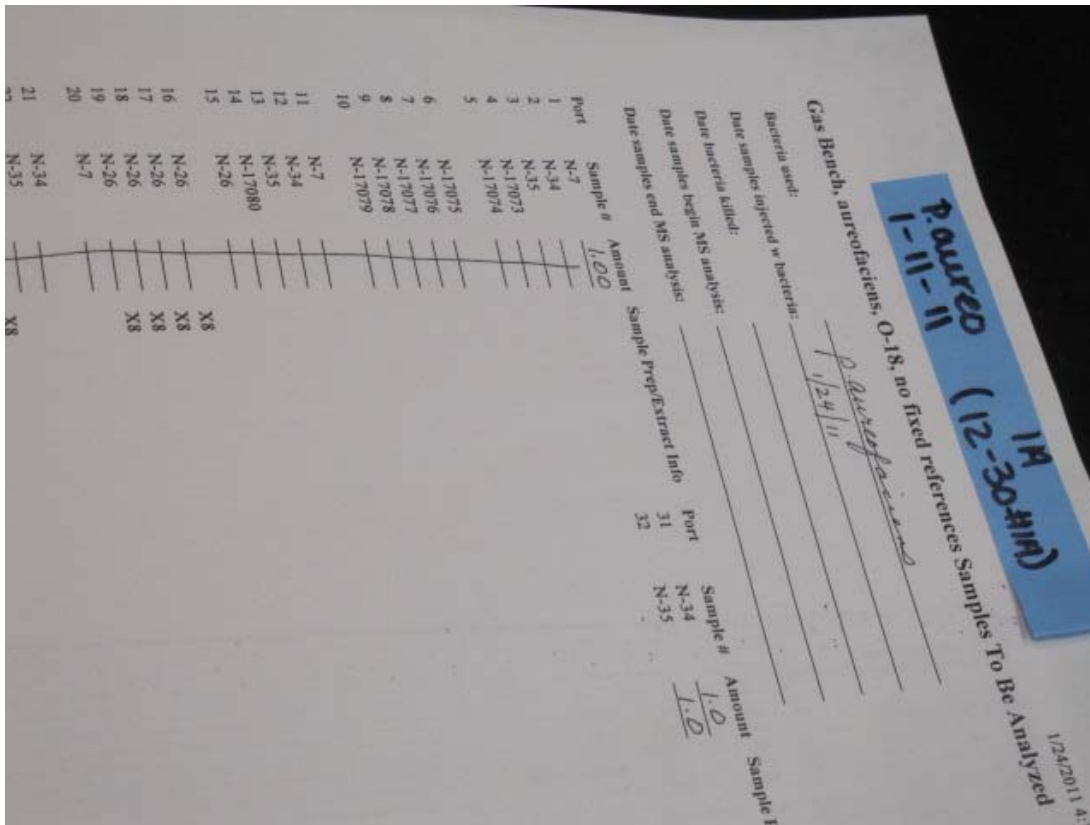 P. aureo 1A
1-11-11 (12-30#1A)
1/24/2011 4:
Gas Bench, aureofaciens, O-18, no fixed references Samples To Be Analyzed
Bacteria used: P. aureofaciens
Date samples injected w bacteria: 1/24/11
Date bacteria killed:
Date samples begin MS analysis:
Date samples end MS analysis:
Port Sample # Amount Sample Prep/Extract Info Port Sample # Amount Sample
1 N-7 1.00 31 N-34 1.0
2 N-34 32 N-35 1.0
3 N-35
4 N-17073
5 N-17074
6 N-17075
7 N-17076
8 N-17077
9 N-17078
10 N-17079
11 N-7
12 N-34
13 N-35
14 N-17080
15 N-26
16 N-26 X8
17 N-26 X8
18 N-26 X8
19 N-26 X8
20 N-7
21 N-34
22 N-35
X8